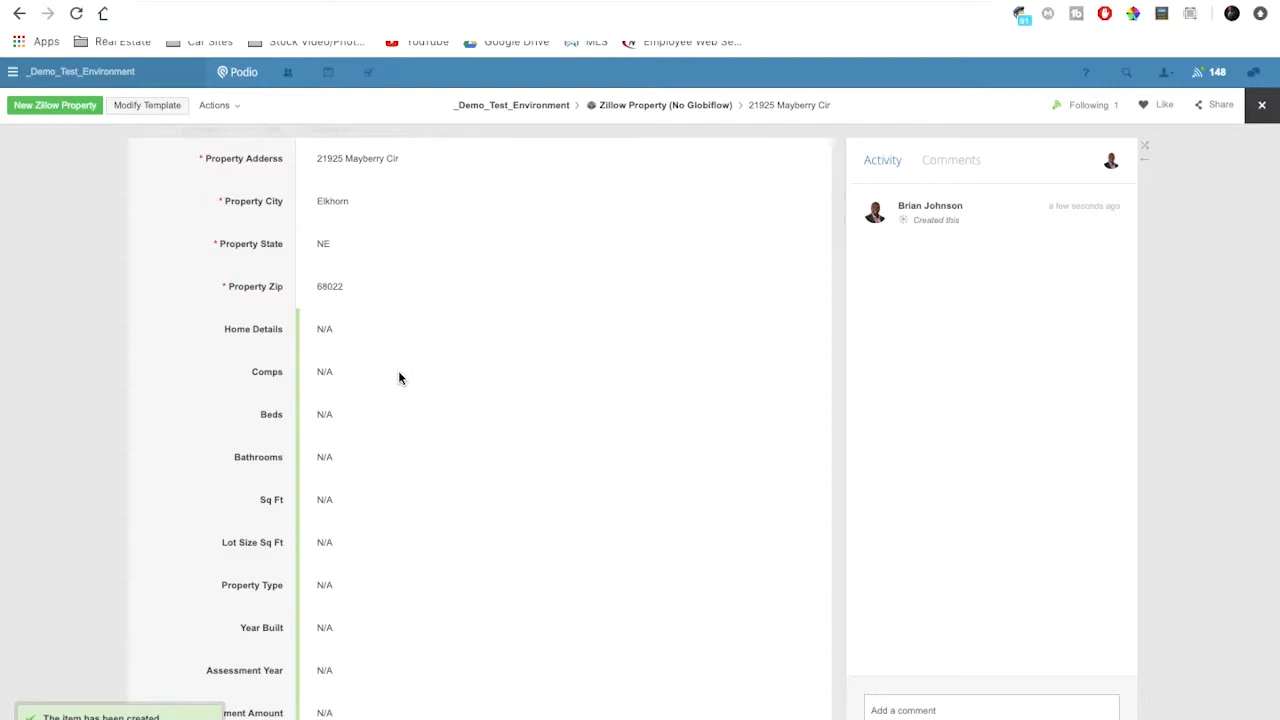 91
Apps
Real Estate
Car Sites
Stock Video/Phot...
YouTube
Google Drive
MLS
Employee Web Se...
_Demo_Test_Environment
Podio
?
148
New Zillow Property
Modify Template
Actions
_Demo_Test_Environment > Zillow Property (No Globiflow) > 21925 Mayberry Cir
Following 1
Like
Share
* Property Adderss
21925 Mayberry Cir
* Property City
Elkhorn
* Property State
NE
* Property Zip
68022
Home Details
N/A
Comps
N/A
Beds
N/A
Bathrooms
N/A
Sq Ft
N/A
Lot Size Sq Ft
N/A
Property Type
N/A
Year Built
N/A
Assessment Year
N/A
ment Amount
N/A
The item has been created
Activity
Comments
Brian Johnson
a few seconds ago
Created this
Add a comment